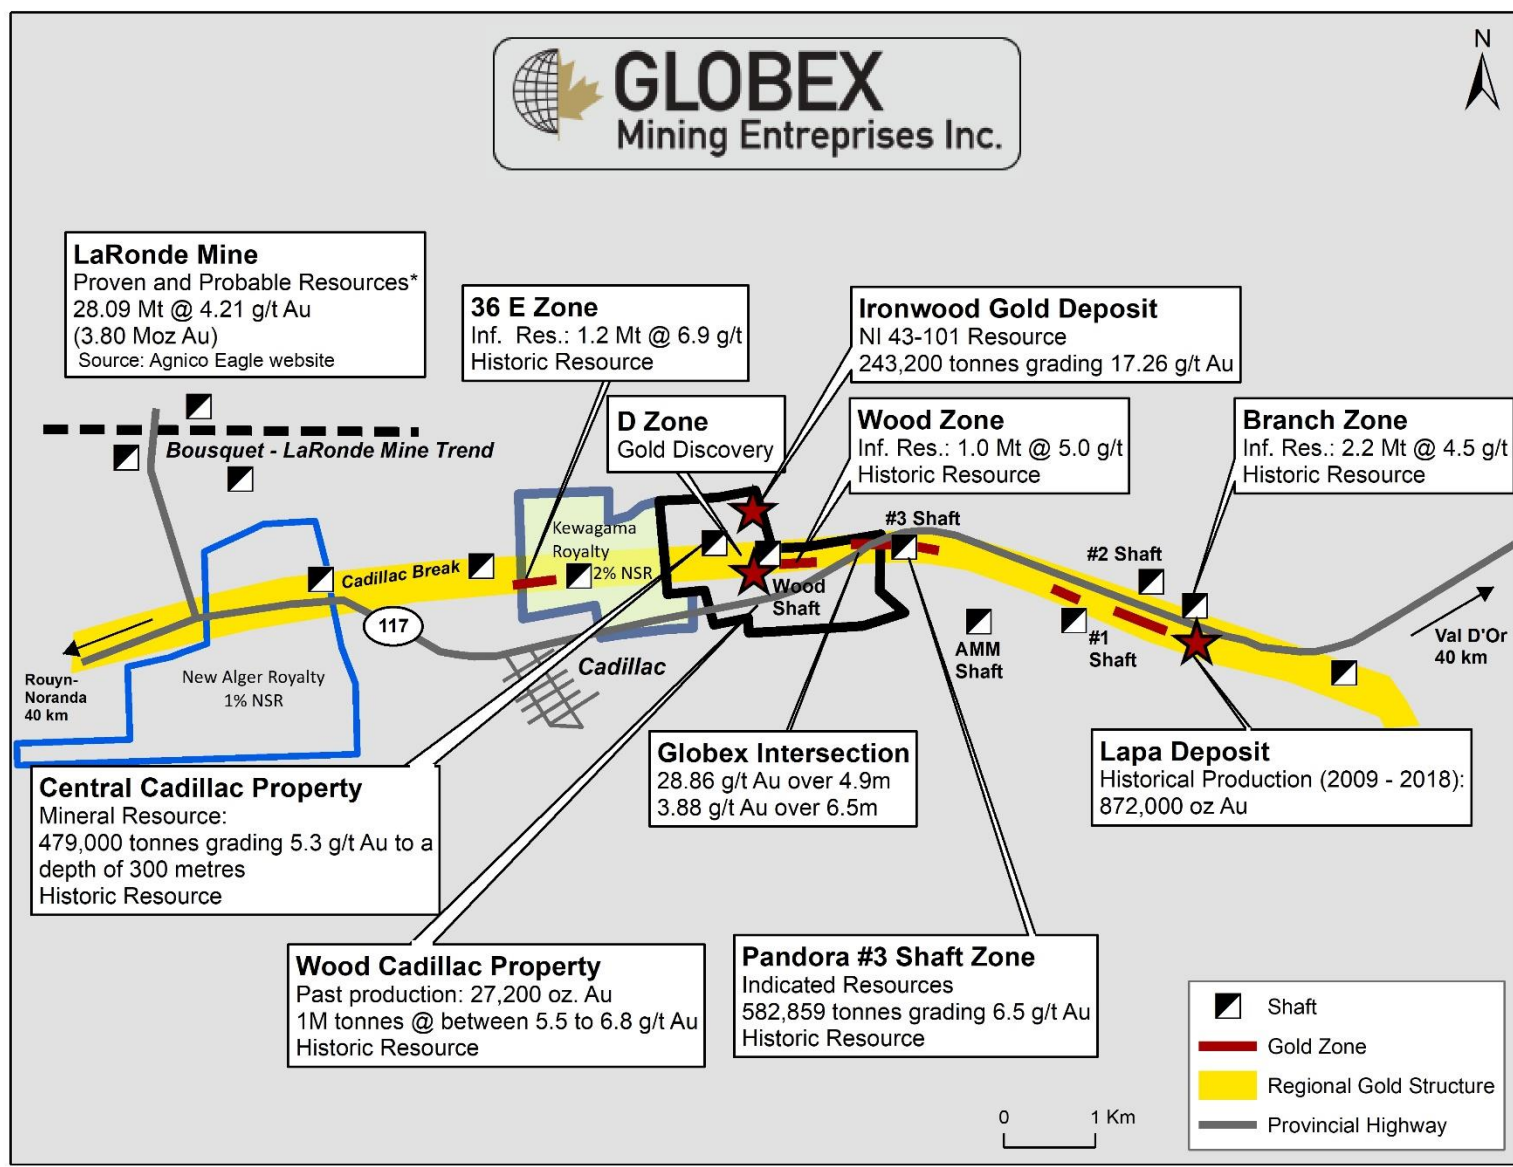 GLOBEX
Mining Entreprises Inc.
N
LaRonde Mine
Proven and Probable Resources*
28.09 Mt @ 4.21 g/t Au
(3.80 Moz Au)
Source: Agnico Eagle website
36 E Zone
Inf. Res.: 1.2 Mt @ 6.9 g/t
Historic Resource
Ironwood Gold Deposit
NI 43-101 Resource
243,200 tonnes grading 17.26 g/t Au
D Zone
Gold Discovery
Wood Zone
Inf. Res.: 1.0 Mt @ 5.0 g/t
Historic Resource
Branch Zone
Inf. Res.: 2.2 Mt @ 4.5 g/t
Historic Resource
Bousquet - LaRonde Mine Trend
Kewagama
Royalty
2% NSR
#3 Shaft
#2 Shaft
Cadillac Break
Wood
Shaft
117
AMM
Shaft
#1
Shaft
Val D'Or
40 km
Rouyn-
Noranda
40 km
New Alger Royalty
1% NSR
Cadillac
Central Cadillac Property
Mineral Resource:
479,000 tonnes grading 5.3 g/t Au to a
depth of 300 metres
Historic Resource
Globex Intersection
28.86 g/t Au over 4.9m
3.88 g/t Au over 6.5m
Lapa Deposit
Historical Production (2009 - 2018):
872,000 oz Au
Wood Cadillac Property
Past production: 27,200 oz. Au
1M tonnes @ between 5.5 to 6.8 g/t Au
Historic Resource
Pandora #3 Shaft Zone
Indicated Resources
582,859 tonnes grading 6.5 g/t Au
Historic Resource
Shaft
Gold Zone
Regional Gold Structure
Provincial Highway
0 1 Km